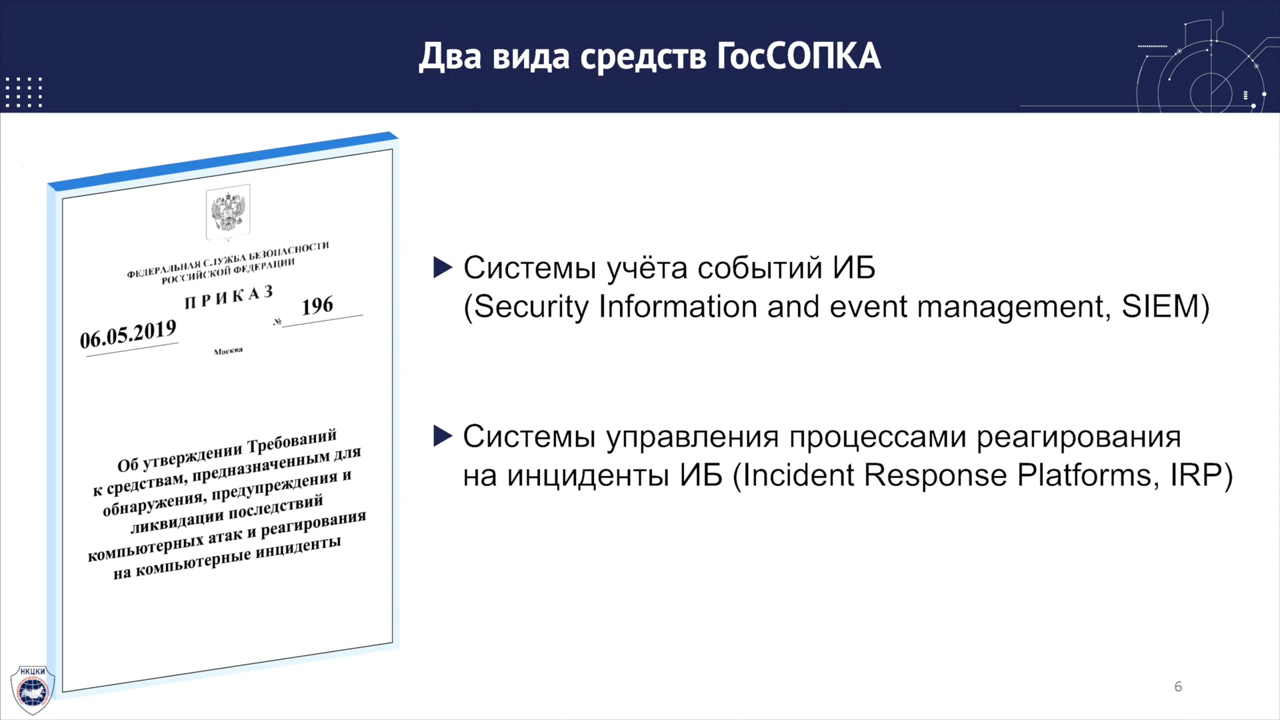 Два вида средств ГосСОПКА
ФЕДЕРАЛЬНАЯ СЛУЖБА БЕЗОПАСНОСТИ
РОССИЙСКОЙ ФЕДЕРАЦИИ
ПРИКАЗ
06.05.2019
№ 196
Москва
Об утверждении Требований
к средствам, предназначенным для
обнаружения, предупреждения и
ликвидации последствий
компьютерных атак и реагирования
на компьютерные инциденты
Системы учёта событий ИБ
(Security Information and event management, SIEM)
Системы управления процессами реагирования
на инциденты ИБ (Incident Response Platforms, IRP)
НКЦКИ
6